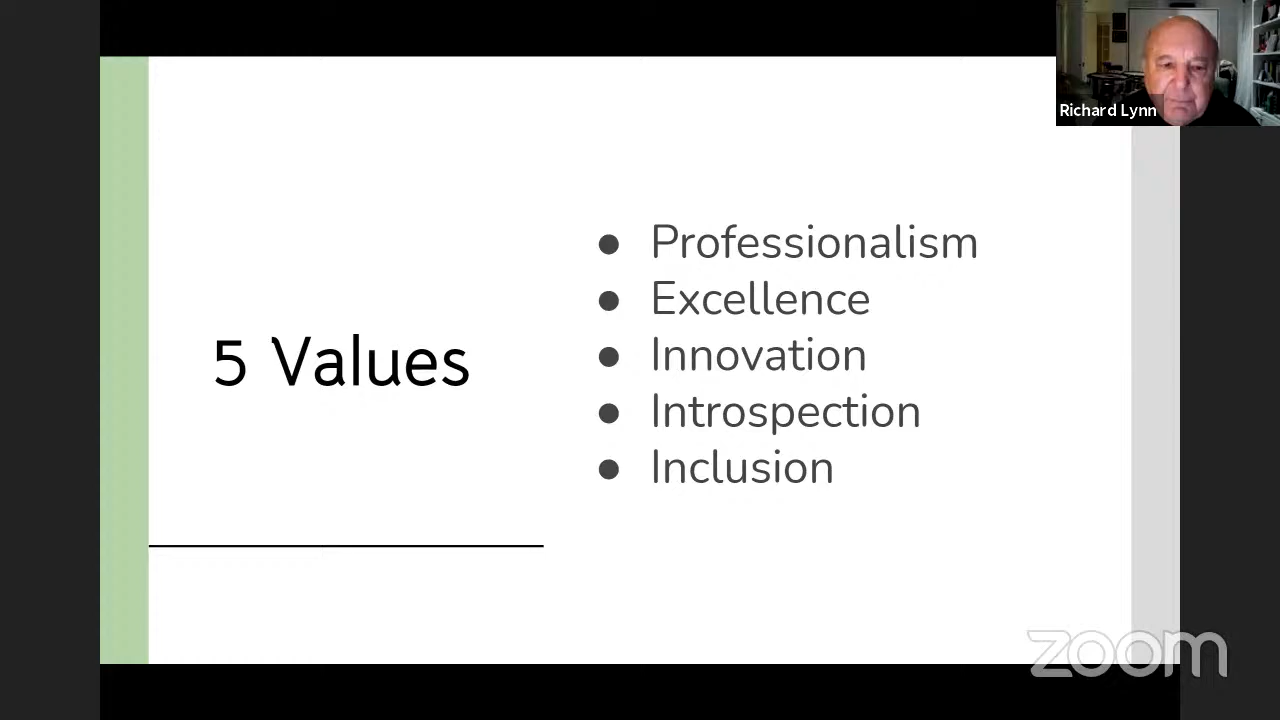 Richard Lynn
5 Values
● Professionalism
● Excellence
● Innovation
● Introspection
● Inclusion
zoom